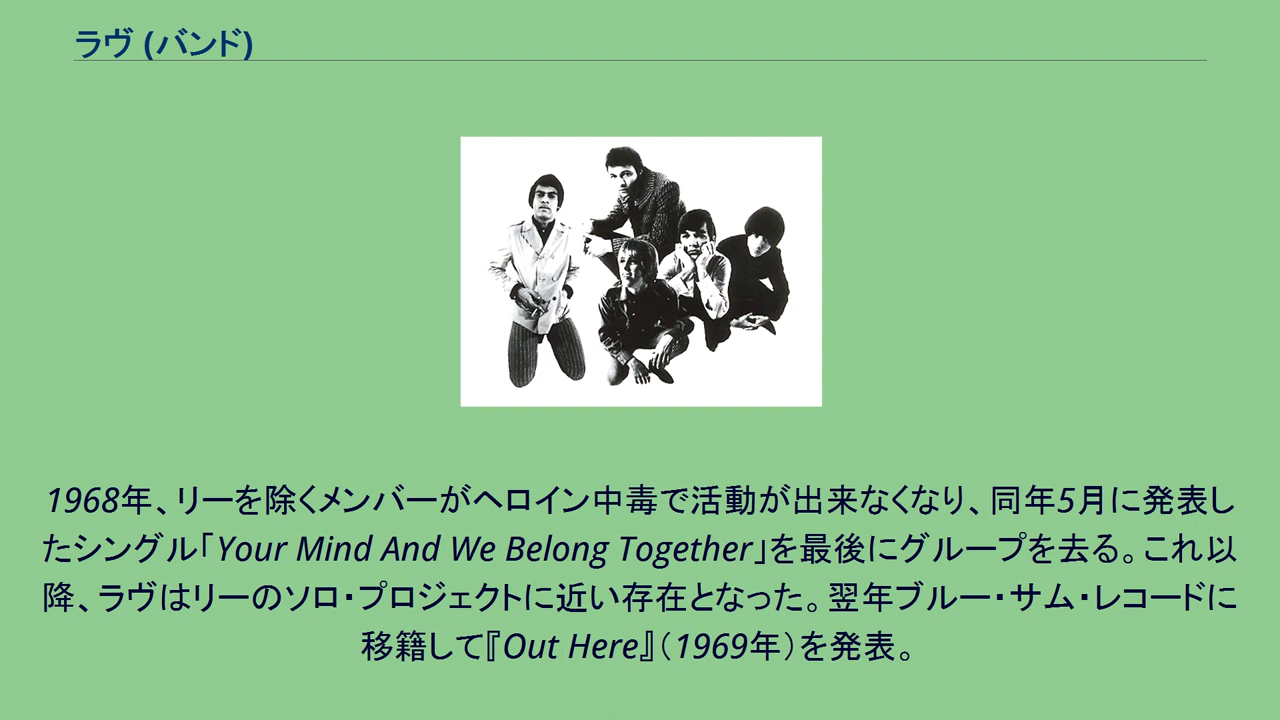 ラヴ (バンド)
1968年、リーを除くメンバーがヘロイン中毒で活動が出来なくなり、同年5月に発表し
たシングル「Your Mind And We Belong Together」を最後にグループを去る。これ以
降、ラヴはリーのソロ・プロジェクトに近い存在となった。翌年ブルー・サム・レコードに
移籍して『Out Here』（1969年）を発表。